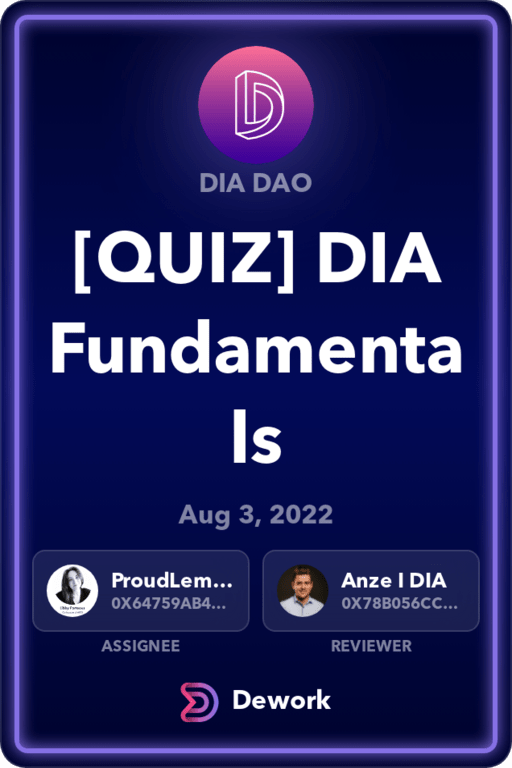 DIA DAO
[QUIZ] DIA
Fundamenta
ls
Aug 3, 2022
ProudLem...
0X64759AB4...
Anze I DIA
0X78B056CC...
ASSIGNEE
REVIEWER
Dework